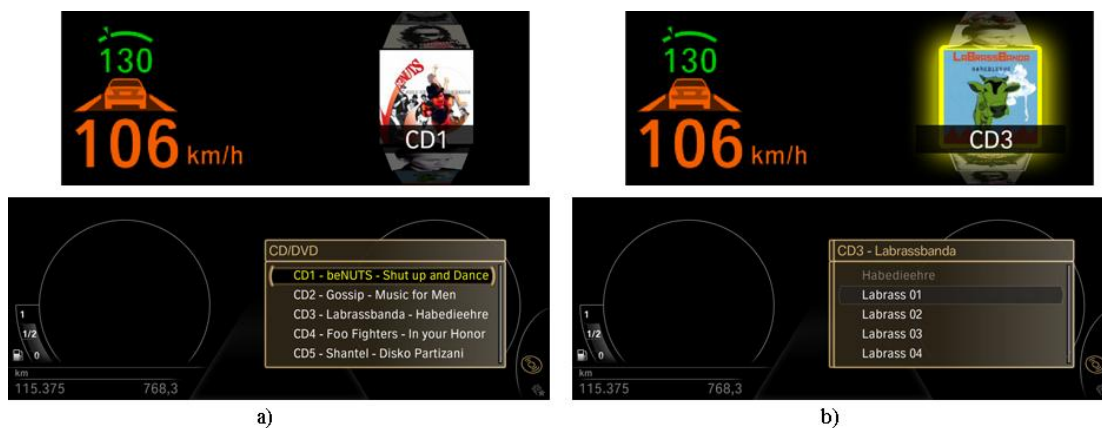 130
106 km/h
beNUTS
CD1
CD/DVD
CD1 - beNUTS - Shut up and Dance
CD2 - Gossip - Music for Men
CD3 - Labrassbanda - Habedieehre
CD4 - Foo Fighters - In your Honor
CD5 - Shantel - Disko Partizani
1
1/2
0
km
115.375 768,3
a)
130
106 km/h
LaBrassBanda
HABEDIEEHRE
CD3
CD3 - Labrassbanda
Habedieehre
Labrass 01
Labrass 02
Labrass 03
Labrass 04
1
1/2
0
km
115.375 768,3
b)